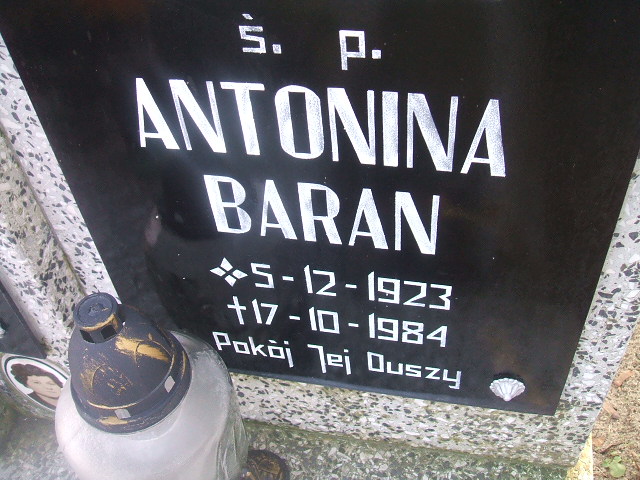 ś. p.
ANTONINA
BARAN
5-12-1923
†17-10-1984
Pokój Jej Duszy